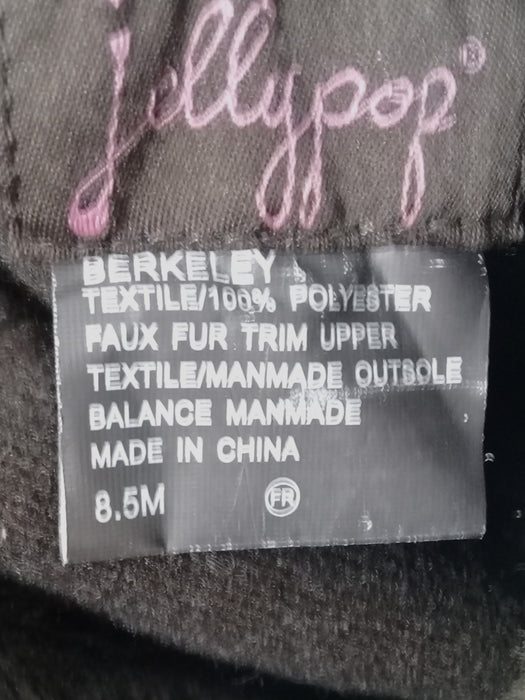 jellypop®
BERKELEY
TEXTILE/100% POLYESTER
FAUX FUR TRIM UPPER
TEXTILE/MANMADE OUTSOLE
BALANCE MANMADE
MADE IN CHINA
8.5M FR